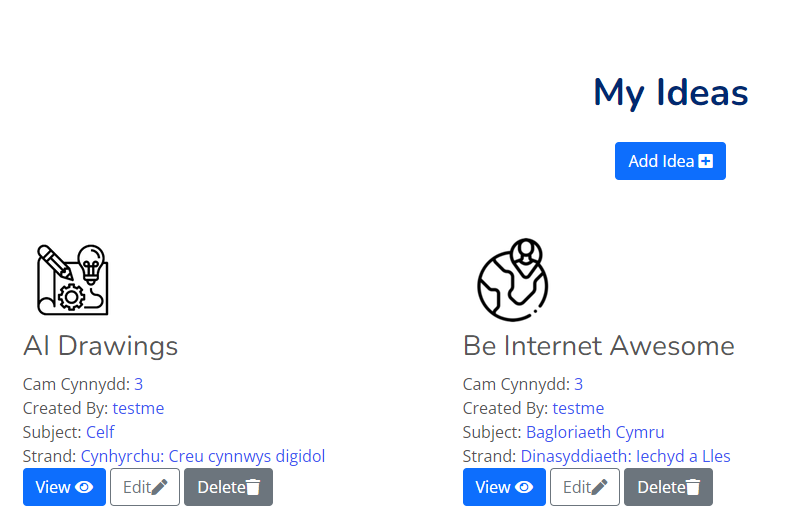 My Ideas
Add Idea
AI Drawings
Cam Cynnydd: 3
Created By: testme
Subject: Celf
Strand: Cynhyrchu: Creu cynnwys digidol
View Edit Delete
Be Internet Awesome
Cam Cynnydd: 3
Created By: testme
Subject: Bagloriaeth Cymru
Strand: Dinasyddiaeth: Iechyd a Lles
View Edit Delete